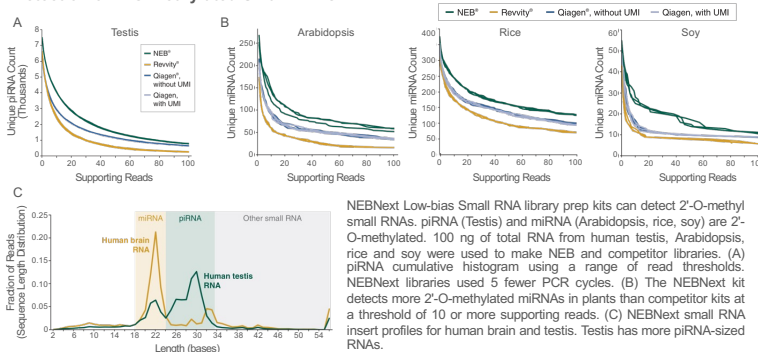 A
Testis
Unique piRNA Count
(Thousands)
8
7
6
5
4
3
2
1
0
0
20
40
60
80
100
Supporting Reads
NEB®
Revvity®
Qiagen®,
without UMI
Qiagen,
with UMI
NEB® Revvity® Qiagen®, without UMI Qiagen, with UMI
B
Arabidopsis
Unique miRNA Count
250
200
150
100
50
0
0 20 40 60 80 100
Supporting Reads
Rice
Unique miRNA Count
400
350
300
250
200
150
100
50
0
0 20 40 60 80 100
Supporting Reads
Soy
Unique miRNA Count
60
50
40
30
20
10
0
0 20 40 60 80 100
Supporting Reads
C
Fraction of Reads
(Sequence Length Distribution)
0.25
0.20
0.15
0.10
0.05
0.00
miRNA piRNA Other small RNA
Human brain
RNA
Human testis
RNA
2 6 10 14 18 22 26 30 34 38 42 46 50 54
Length (bases)
NEBNext Low-bias Small RNA library prep kits can detect 2'-O-methyl
small RNAs. piRNA (Testis) and miRNA (Arabidopsis, rice, soy) are 2'-
O-methylated. 100 ng of total RNA from human testis, Arabidopsis,
rice and soy were used to make NEB and competitor libraries. (A)
piRNA cumulative histogram using a range of read thresholds.
NEBNext libraries used 5 fewer PCR cycles. (B) The NEBNext kit
detects more 2'-O-methylated miRNAs in plants than competitor kits at
a threshold of 10 or more supporting reads. (C) NEBNext small RNA
insert profiles for human brain and testis. Testis has more piRNA-sized
RNAs.